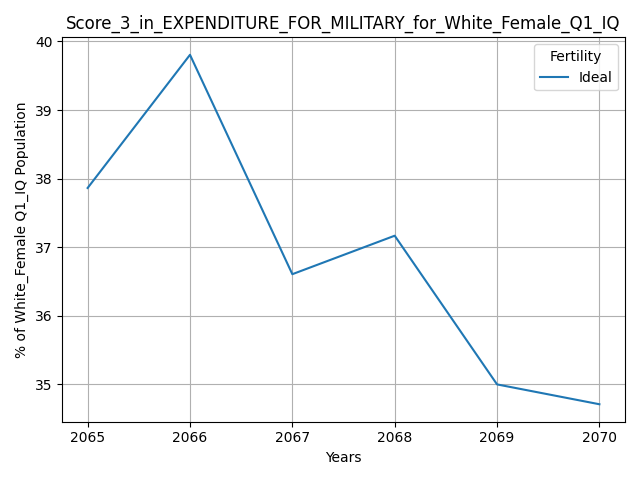 Score_3_in_EXPENDITURE_FOR_MILITARY_for_White_Female_Q1_IQ
Fertility
Ideal
% of White_Female Q1_IQ Population
40
39
38
37
36
35
2065
2066
2067
2068
2069
2070
Years